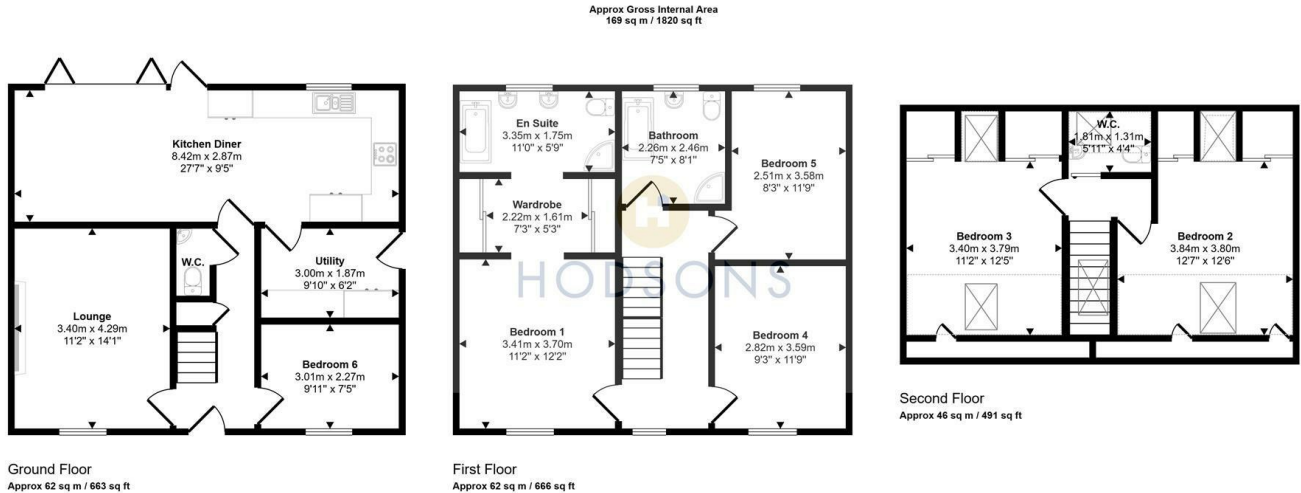 Approx Gross Internal Area
169 sq m / 1820 sq ft
Kitchen Diner
8.42m x 2.87m
27'7" x 9'5"
W.C.
Utility
3.00m x 1.87m
9'10" x 6'2"
Lounge
3.40m x 4.29m
11'2" x 14'1"
Bedroom 6
3.01m x 2.27m
9'11" x 7'5"
Ground Floor
Approx 62 sq m / 663 sq ft
En Suite
3.35m x 1.75m
11'0" x 5'9"
Bathroom
2.26m x 2.46m
7'5" x 8'1"
Bedroom 5
2.51m x 3.58m
8'3" x 11'9"
Wardrobe
2.22m x 1.61m
7'3" x 5'3"
H
HODSONS
Bedroom 1
3.41m x 3.70m
11'2" x 12'2"
Bedroom 4
2.82m x 3.59m
9'3" x 11'9"
First Floor
Approx 62 sq m / 666 sq ft
W.C.
1.81m x 1.31m
5'11" x 4'4"
Bedroom 3
3.40m x 3.79m
11'2" x 12'5"
Bedroom 2
3.84m x 3.80m
12'7" x 12'6"
Second Floor
Approx 46 sq m / 491 sq ft